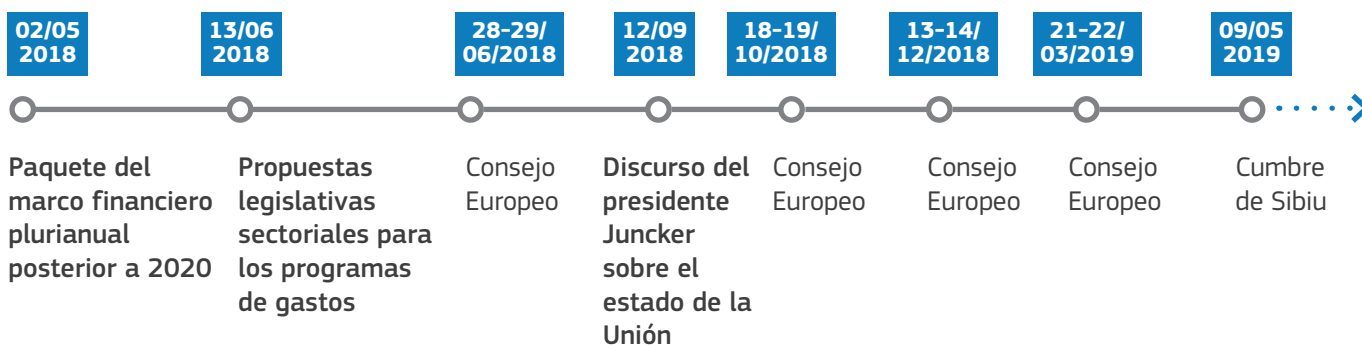 02/05
2018
13/06
2018
28-29/
06/2018
12/09
2018
18-19/
10/2018
13-14/
12/2018
21-22/
03/2019
09/05
2019
Paquete del
marco financiero
plurianual
posterior a 2020
Propuestas
legislativas
sectoriales para
los programas
de gastos
Consejo
Europeo
Discurso del
presidente
Juncker
sobre el
estado de la
Unión
Consejo
Europeo
Consejo
Europeo
Consejo
Europeo
Cumbre
de Sibiu